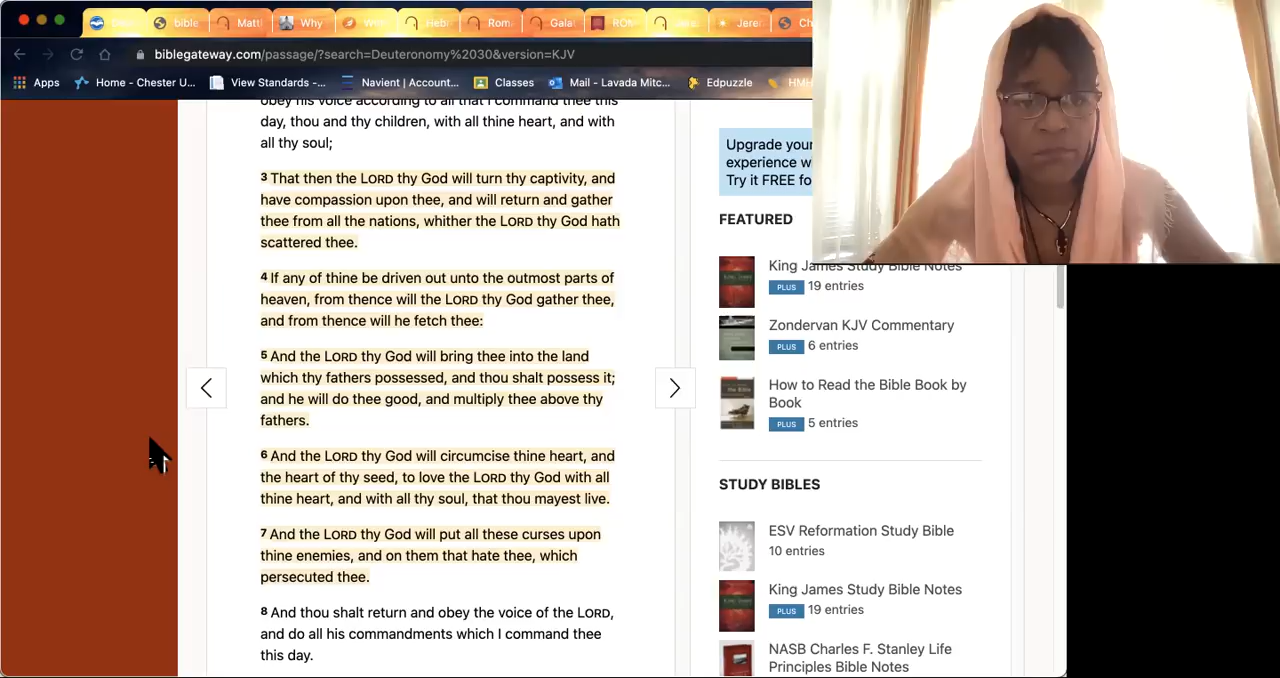 bible
Matt
Why
With
Hebr
Rom
Gala
ROM
Jere
Jerem
Ch
biblegateway.com/passage/?search=Deuteronomy%2030&version=KJV
Apps
Home - Chester U...
View Standards -...
Navient | Account...
Classes
Mail - Lavada Mitc...
Edpuzzle
HMH
obey his voice according to all that I command thee this
day, thou and thy children, with all thine heart, and with
all thy soul;
3 That then the LORD thy God will turn thy captivity, and
have compassion upon thee, and will return and gather
thee from all the nations, whither the LORD thy God hath
scattered thee.
4 If any of thine be driven out unto the outmost parts of
heaven, from thence will the LORD thy God gather thee,
and from thence will he fetch thee:
5 And the LORD thy God will bring thee into the land
which thy fathers possessed, and thou shalt possess it;
and he will do thee good, and multiply thee above thy
fathers.
6 And the LORD thy God will circumcise thine heart, and
the heart of thy seed, to love the LORD thy God with all
thine heart, and with all thy soul, that thou mayest live.
7 And the LORD thy God will put all these curses upon
thine enemies, and on them that hate thee, which
persecuted thee.
8 And thou shalt return and obey the voice of the LORD,
and do all his commandments which I command thee
this day.
Upgrade your
experience w
Try it FREE fo
FEATURED
King James Study Bible Notes
PLUS 19 entries
Zondervan KJV Commentary
PLUS 6 entries
How to Read the Bible Book by
Book
PLUS 5 entries
STUDY BIBLES
ESV Reformation Study Bible
10 entries
King James Study Bible Notes
PLUS 19 entries
NASB Charles F. Stanley Life
Principles Bible Notes